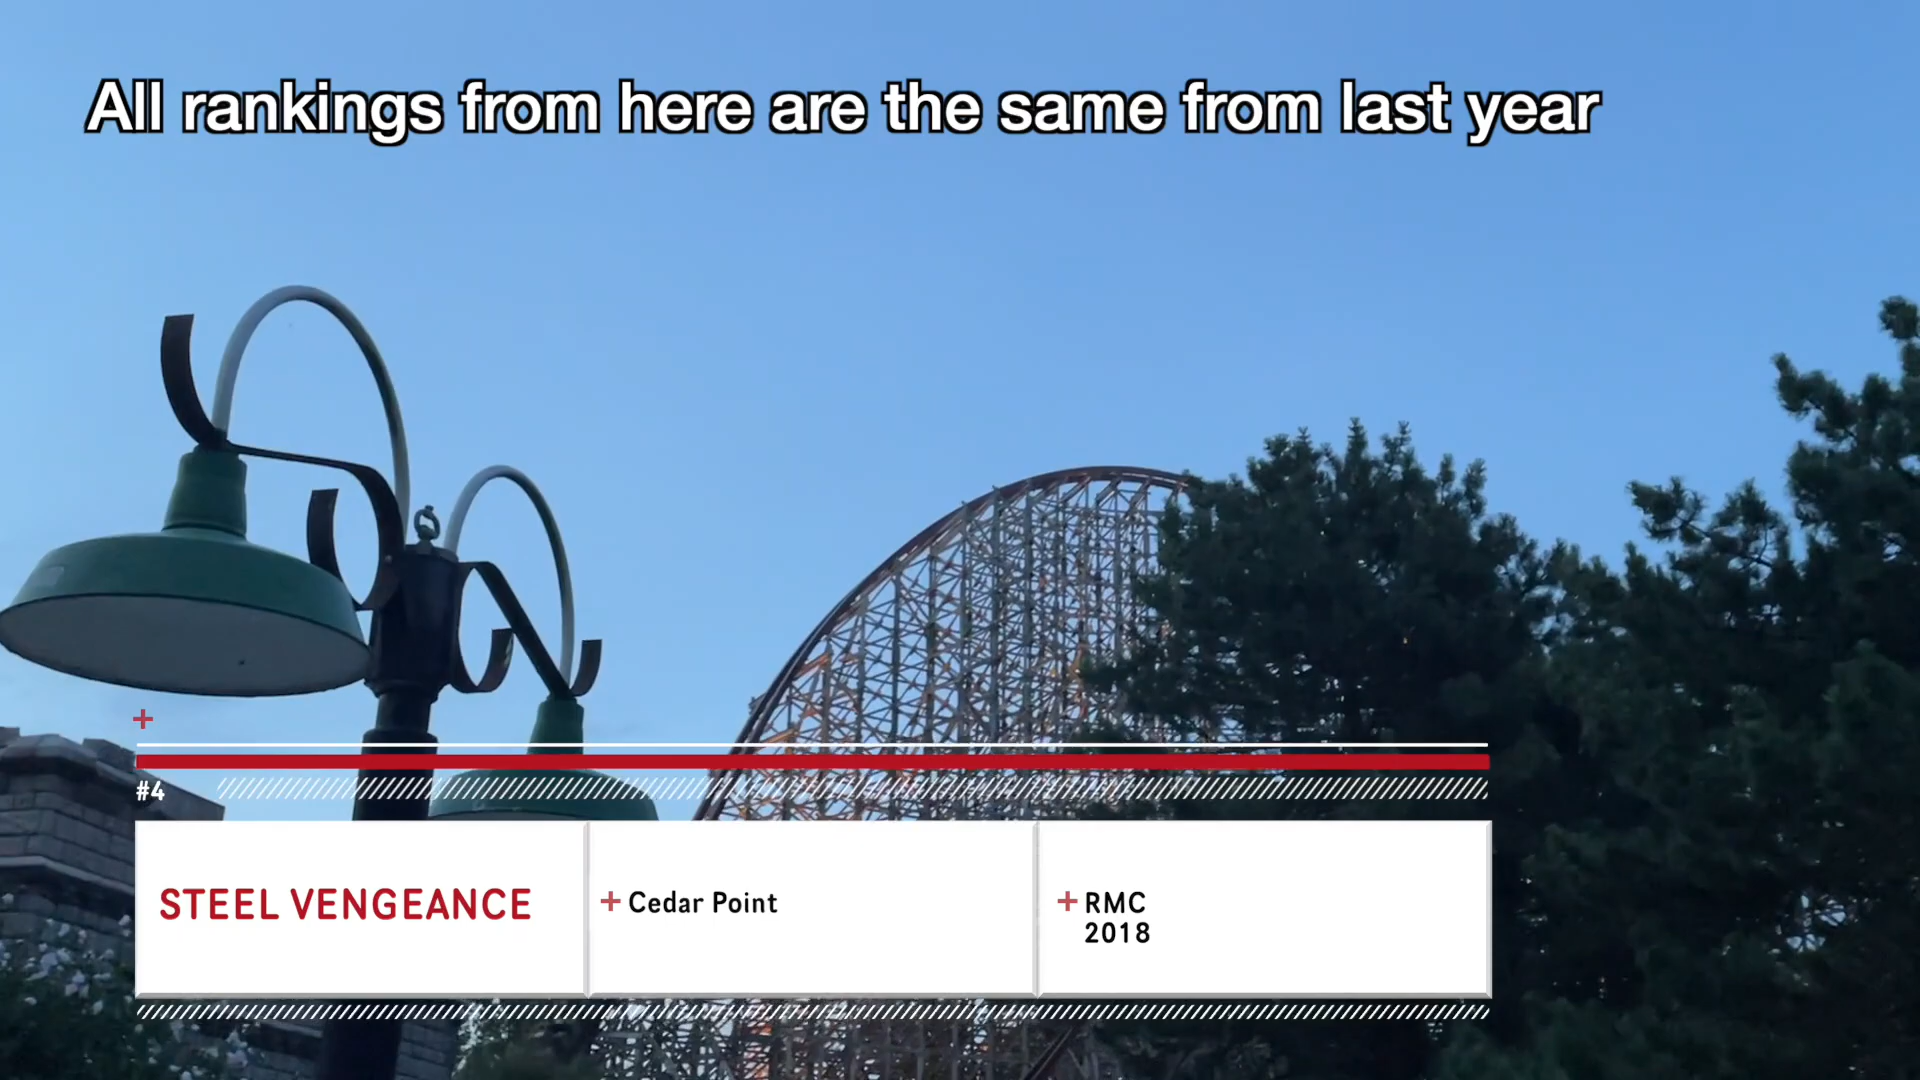 All rankings from here are the same from last year
+
#4
STEEL VENGEANCE
+ Cedar Point
+ RMC
2018